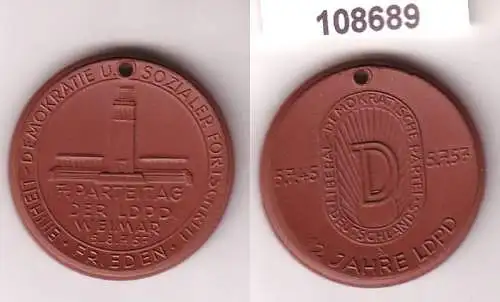 108689
EINHEIT · DEMOKRATIE U. SOZIALER FORTSCHRITT · FRIEDEN ·
7. PARTEITAG
DER LDPD
WEIMAR
LIBERAL-DEMOKRATISCHE PARTEI DEUTSCHLANDS
D
5.7.45
5.7.57
12 JAHRE LDPD